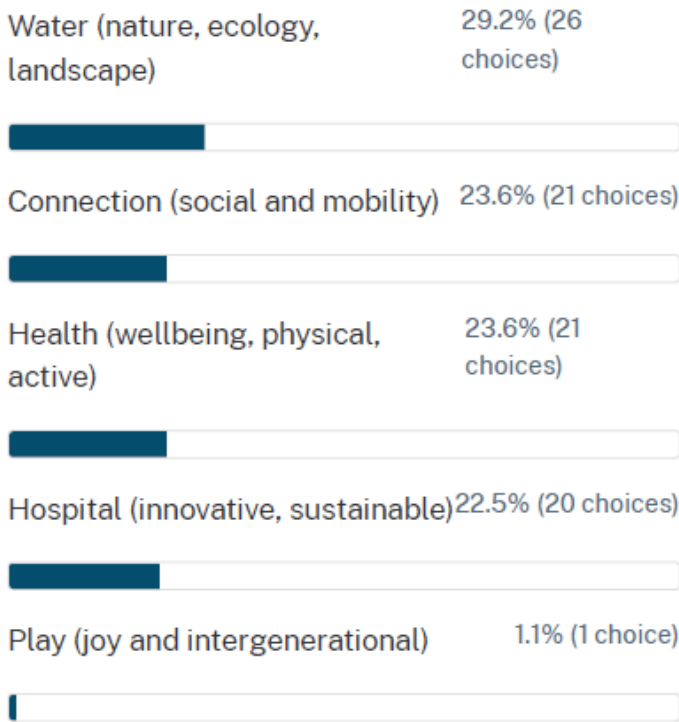 Water (nature, ecology,
landscape)
29.2% (26
choices)
Connection (social and mobility)
23.6% (21 choices)
Health (wellbeing, physical,
active)
23.6% (21
choices)
Hospital (innovative, sustainable)
22.5% (20 choices)
Play (joy and intergenerational)
1.1% (1 choice)